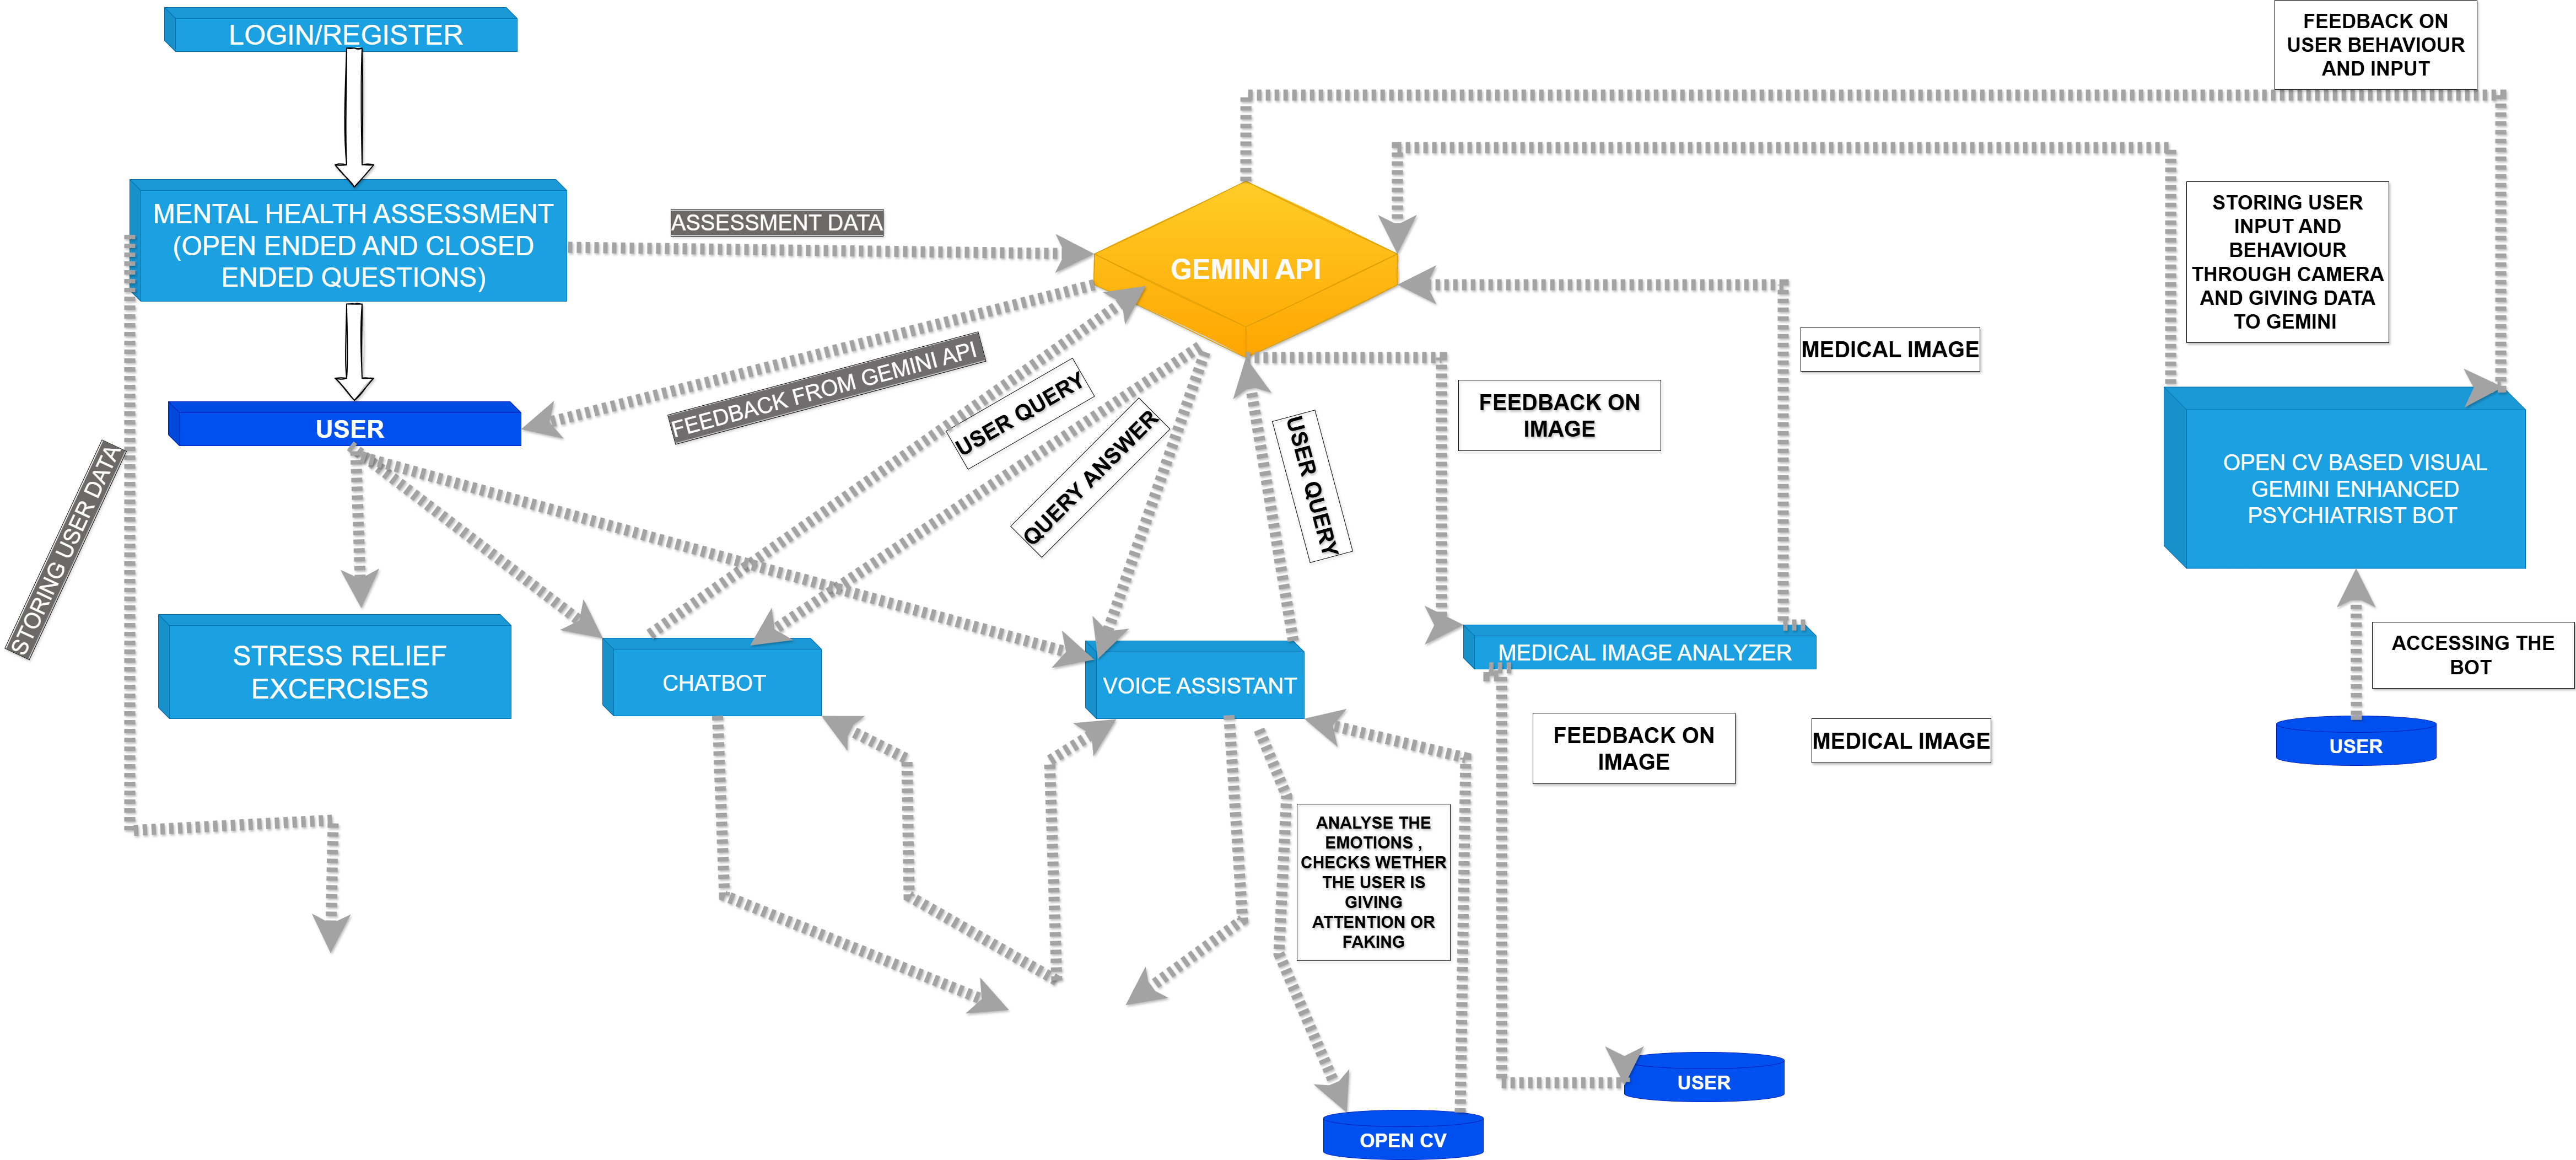 LOGIN/REGISTER
FEEDBACK ON
USER BEHAVIOUR
AND INPUT
MENTAL HEALTH ASSESSMENT
(OPEN ENDED AND CLOSED
ENDED QUESTIONS)
ASSESSMENT DATA
GEMINI API
STORING USER
INPUT AND
BEHAVIOUR
THROUGH CAMERA
AND GIVING DATA
TO GEMINI
FEEDBACK FROM GEMINI API
USER QUERY
QUERY ANSWER
USER QUERY
FEEDBACK ON
IMAGE
MEDICAL IMAGE
USER
STORING USER DATA
OPEN CV BASED VISUAL
GEMINI ENHANCED
PSYCHIATRIST BOT
STRESS RELIEF
EXCERCISES
CHATBOT
VOICE ASSISTANT
MEDICAL IMAGE ANALYZER
ACCESSING THE
BOT
FEEDBACK ON
IMAGE
MEDICAL IMAGE
USER
ANALYSE THE
EMOTIONS ,
CHECKS WETHER
THE USER IS
GIVING
ATTENTION OR
FAKING
USER
OPEN CV